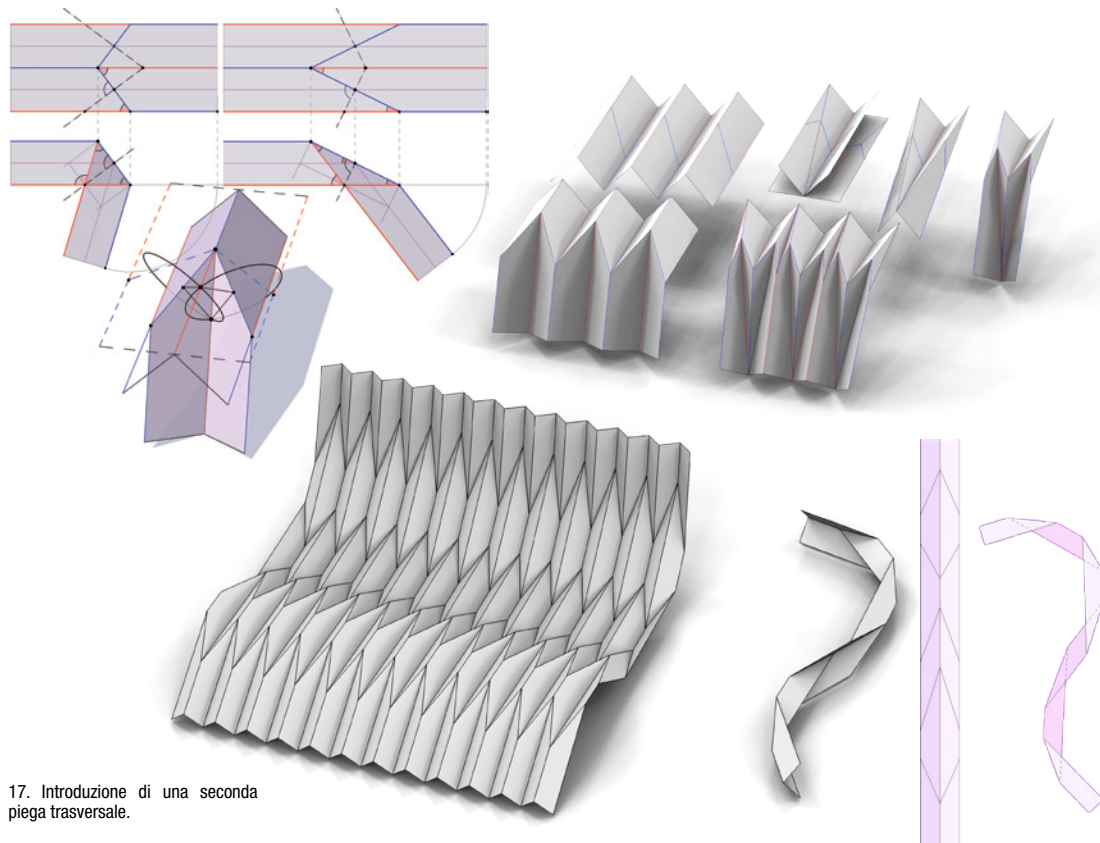 17. Introduzione di una seconda
piega trasversale.